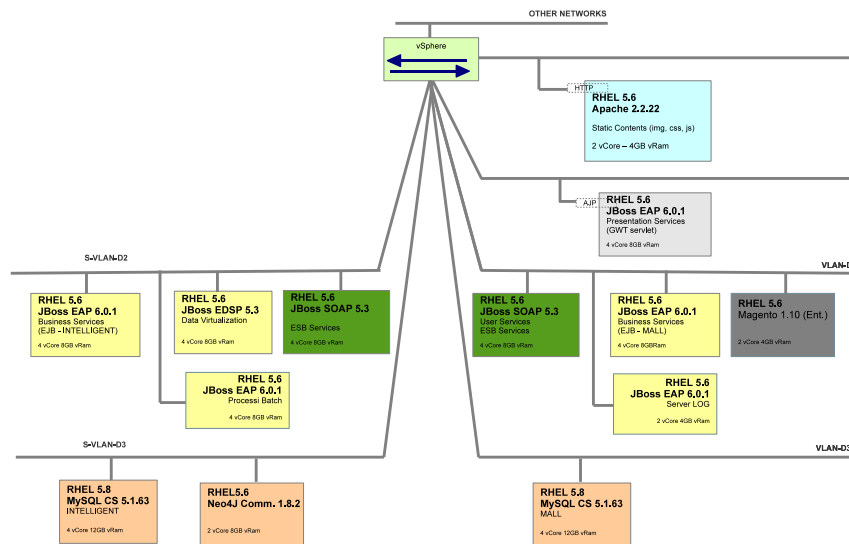 OTHER NETWORKS
vSphere
HTTP
RHEL 5.6
Apache 2.2.22
Static Contents (img, css, js)
2 vCore – 4GB vRam
AJP
RHEL 5.6
JBoss EAP 6.0.1
Presentation Services
(GWT servlet)
4 vCore 8GB vRam
S-VLAN-D2
VLAN-D
RHEL 5.6
JBoss EAP 6.0.1
Business Services
(EJB - INTELLIGENT)
4 vCore 8GB vRam
RHEL 5.6
JBoss EDSP 5.3
Data Virtualization
4 vCore 8GB vRam
RHEL 5.6
JBoss SOAP 5.3
ESB Services
4 vCore 8GB vRam
RHEL 5.6
JBoss SOAP 5.3
User Services
ESB Services
4 vCore 8GB vRam
RHEL 5.6
JBoss EAP 6.0.1
Business Services
(EJB - MALL)
4 vCore 8GBRam
RHEL 5.6
Magento 1.10 (Ent.)
2 vCore 4GB vRam
RHEL 5.6
JBoss EAP 6.0.1
Processi Batch
4 vCore 8GB vRam
RHEL 5.6
JBoss EAP 6.0.1
Server LOG
2 vCore 4GB vRam
S-VLAN-D3
VLAN-D3
RHEL 5.8
MySQL CS 5.1.63
INTELLIGENT
4 vCore 12GB vRam
RHEL5.6
Neo4J Comm. 1.8.2
2 vCore 8GB vRam
RHEL 5.8
MySQL CS 5.1.63
MALL
4 vCore 12GB vRam